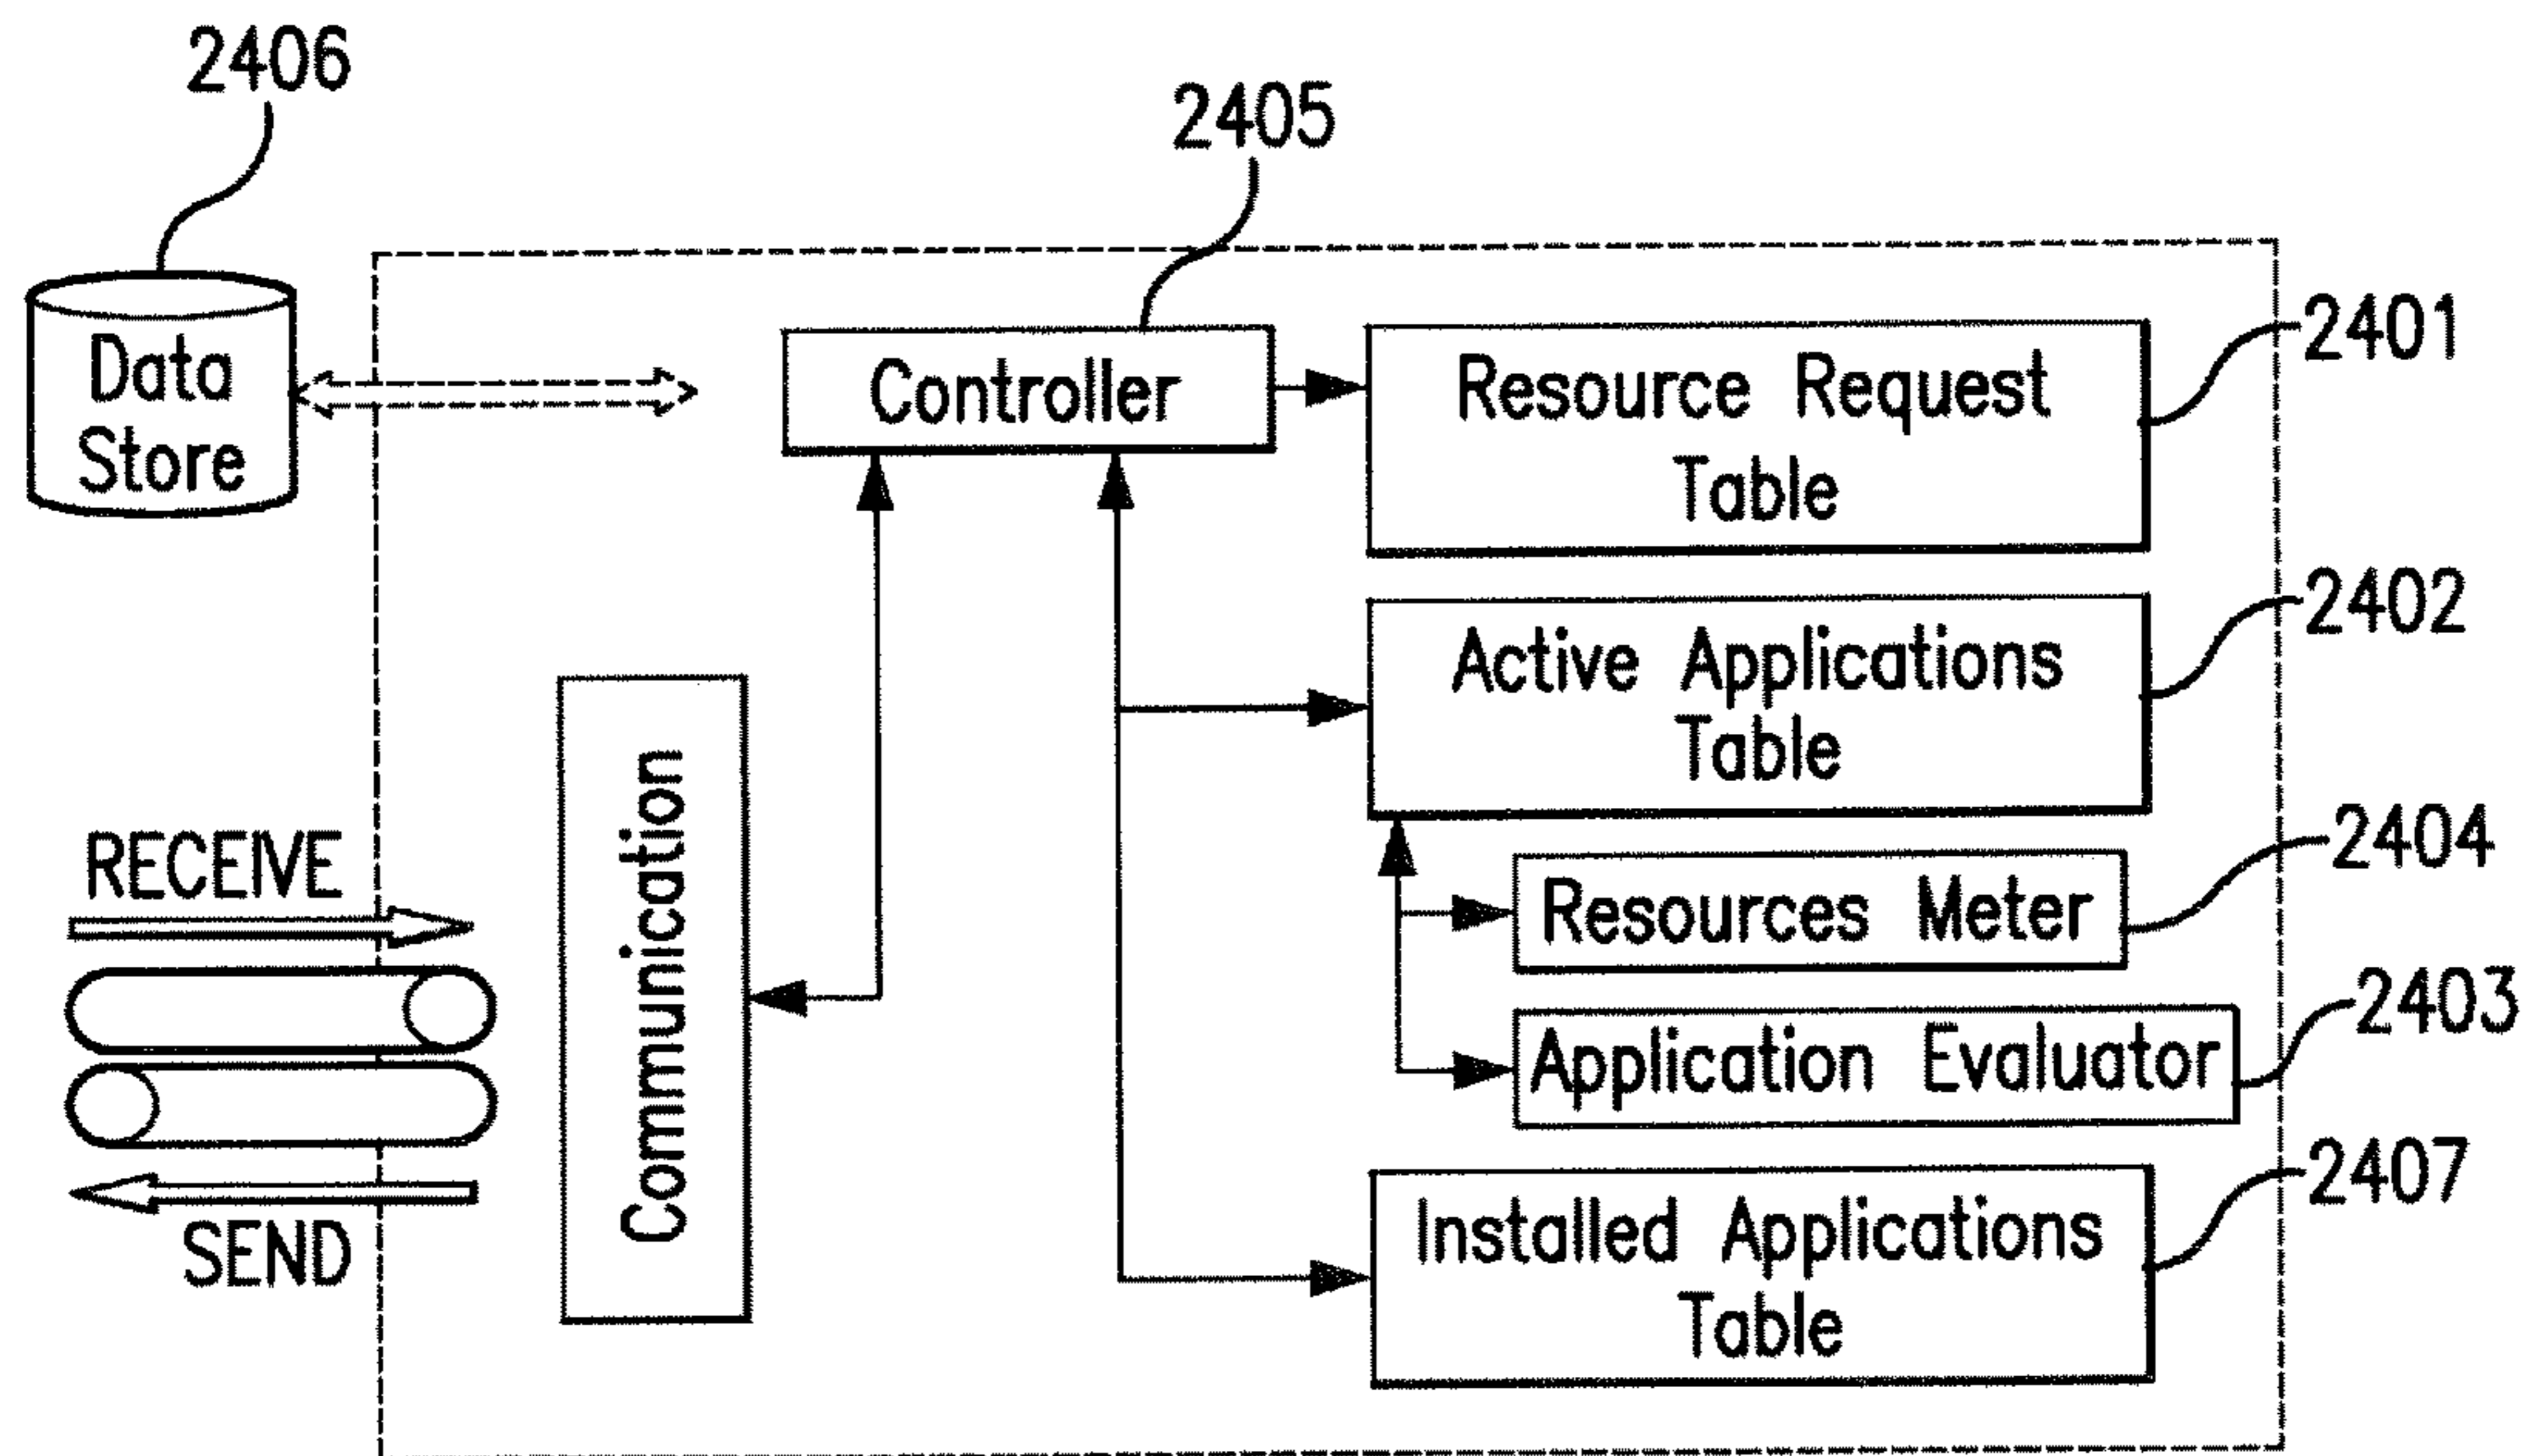 2406
2405
Data
Store
Controller
Resource Request
Table
2401
Active Applications
Table
2402
Communication
RECEIVE
SEND
Resources Meter
2404
Application Evaluator
2403
Installed Applications
Table
2407